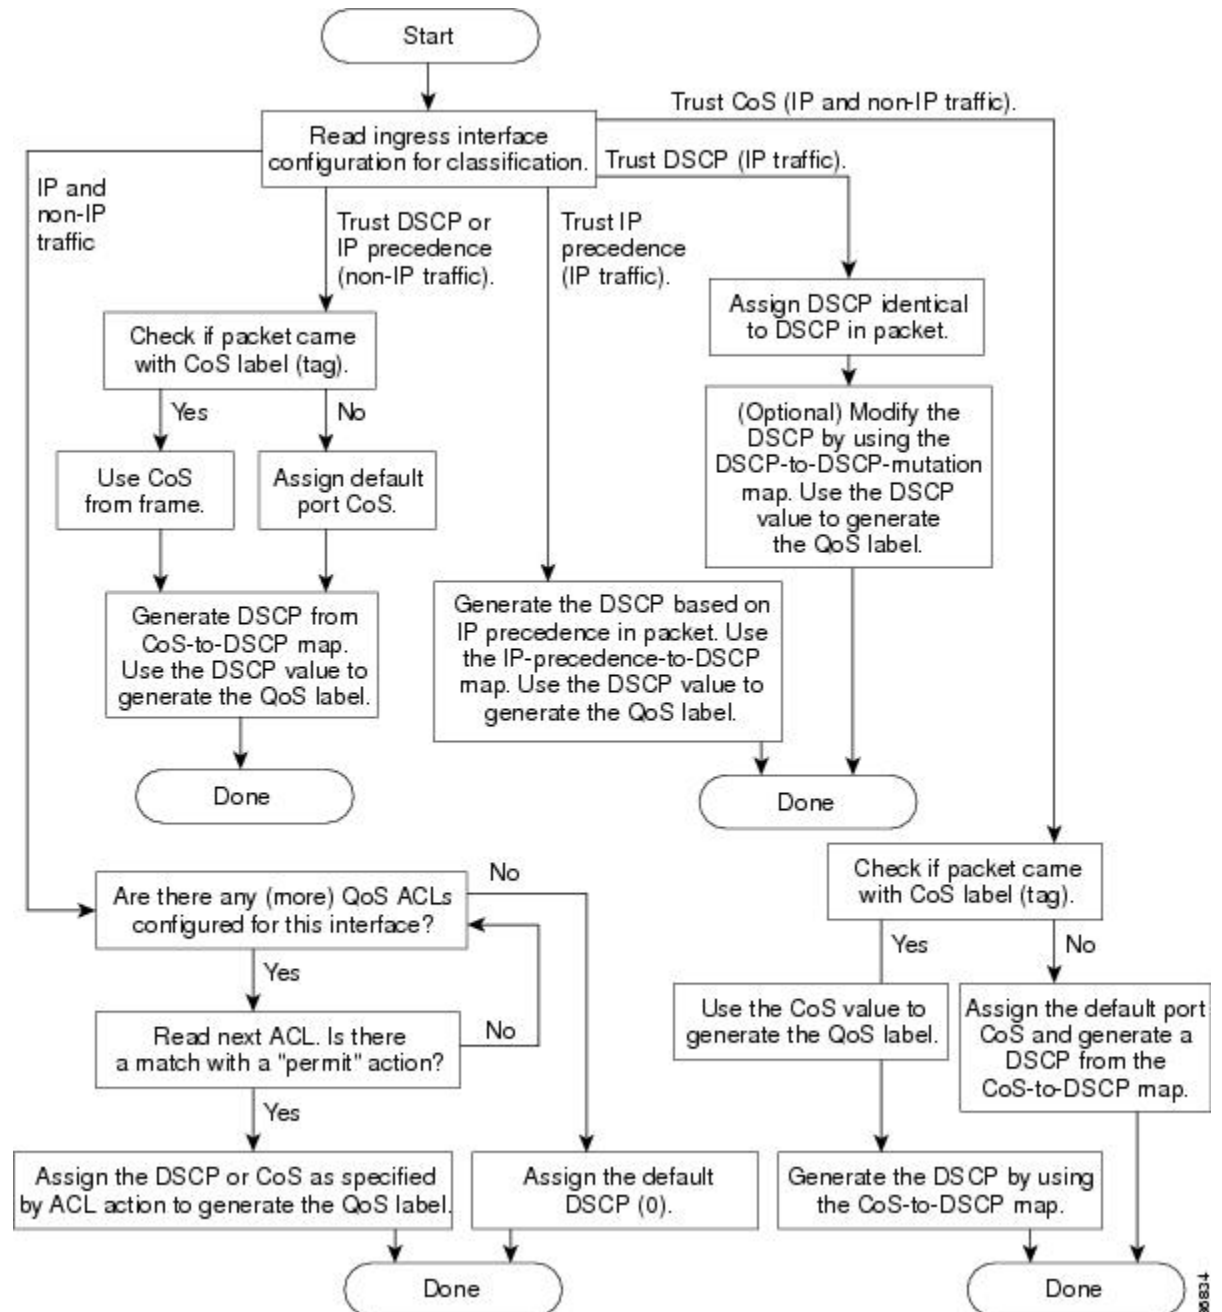 Start
Trust CoS (IP and non-IP traffic).
Read ingress interface
configuration for classification.
Trust DSCP (IP traffic).
IP and
non-IP
traffic
Trust DSCP or
IP precedence
(non-IP traffic).
Trust IP
precedence
(IP traffic).
Assign DSCP identical
to DSCP in packet.
Check if packet came
with CoS label (tag).
Yes
No
(Optional) Modify the
DSCP by using the
DSCP-to-DSCP-mutation
map. Use the DSCP
value to generate
the QoS label.
Use CoS
from frame.
Assign default
port CoS.
Generate DSCP from
CoS-to-DSCP map.
Use the DSCP value to
generate the QoS label.
Generate the DSCP based on
IP precedence in packet. Use
the IP-precedence-to-DSCP
map. Use the DSCP value to
generate the QoS label.
Done
Done
Check if packet came
with CoS label (tag).
Are there any (more) QoS ACLs
configured for this interface?
No
Yes
Yes
No
Read next ACL. Is there
a match with a "permit" action?
No
Use the CoS value to
generate the QoS label.
Assign the default port
CoS and generate a
DSCP from the
CoS-to-DSCP map.
Yes
Assign the DSCP or CoS as specified
by ACL action to generate the QoS label.
Assign the default
DSCP (0).
Generate the DSCP by using
the CoS-to-DSCP map.
Done
Done